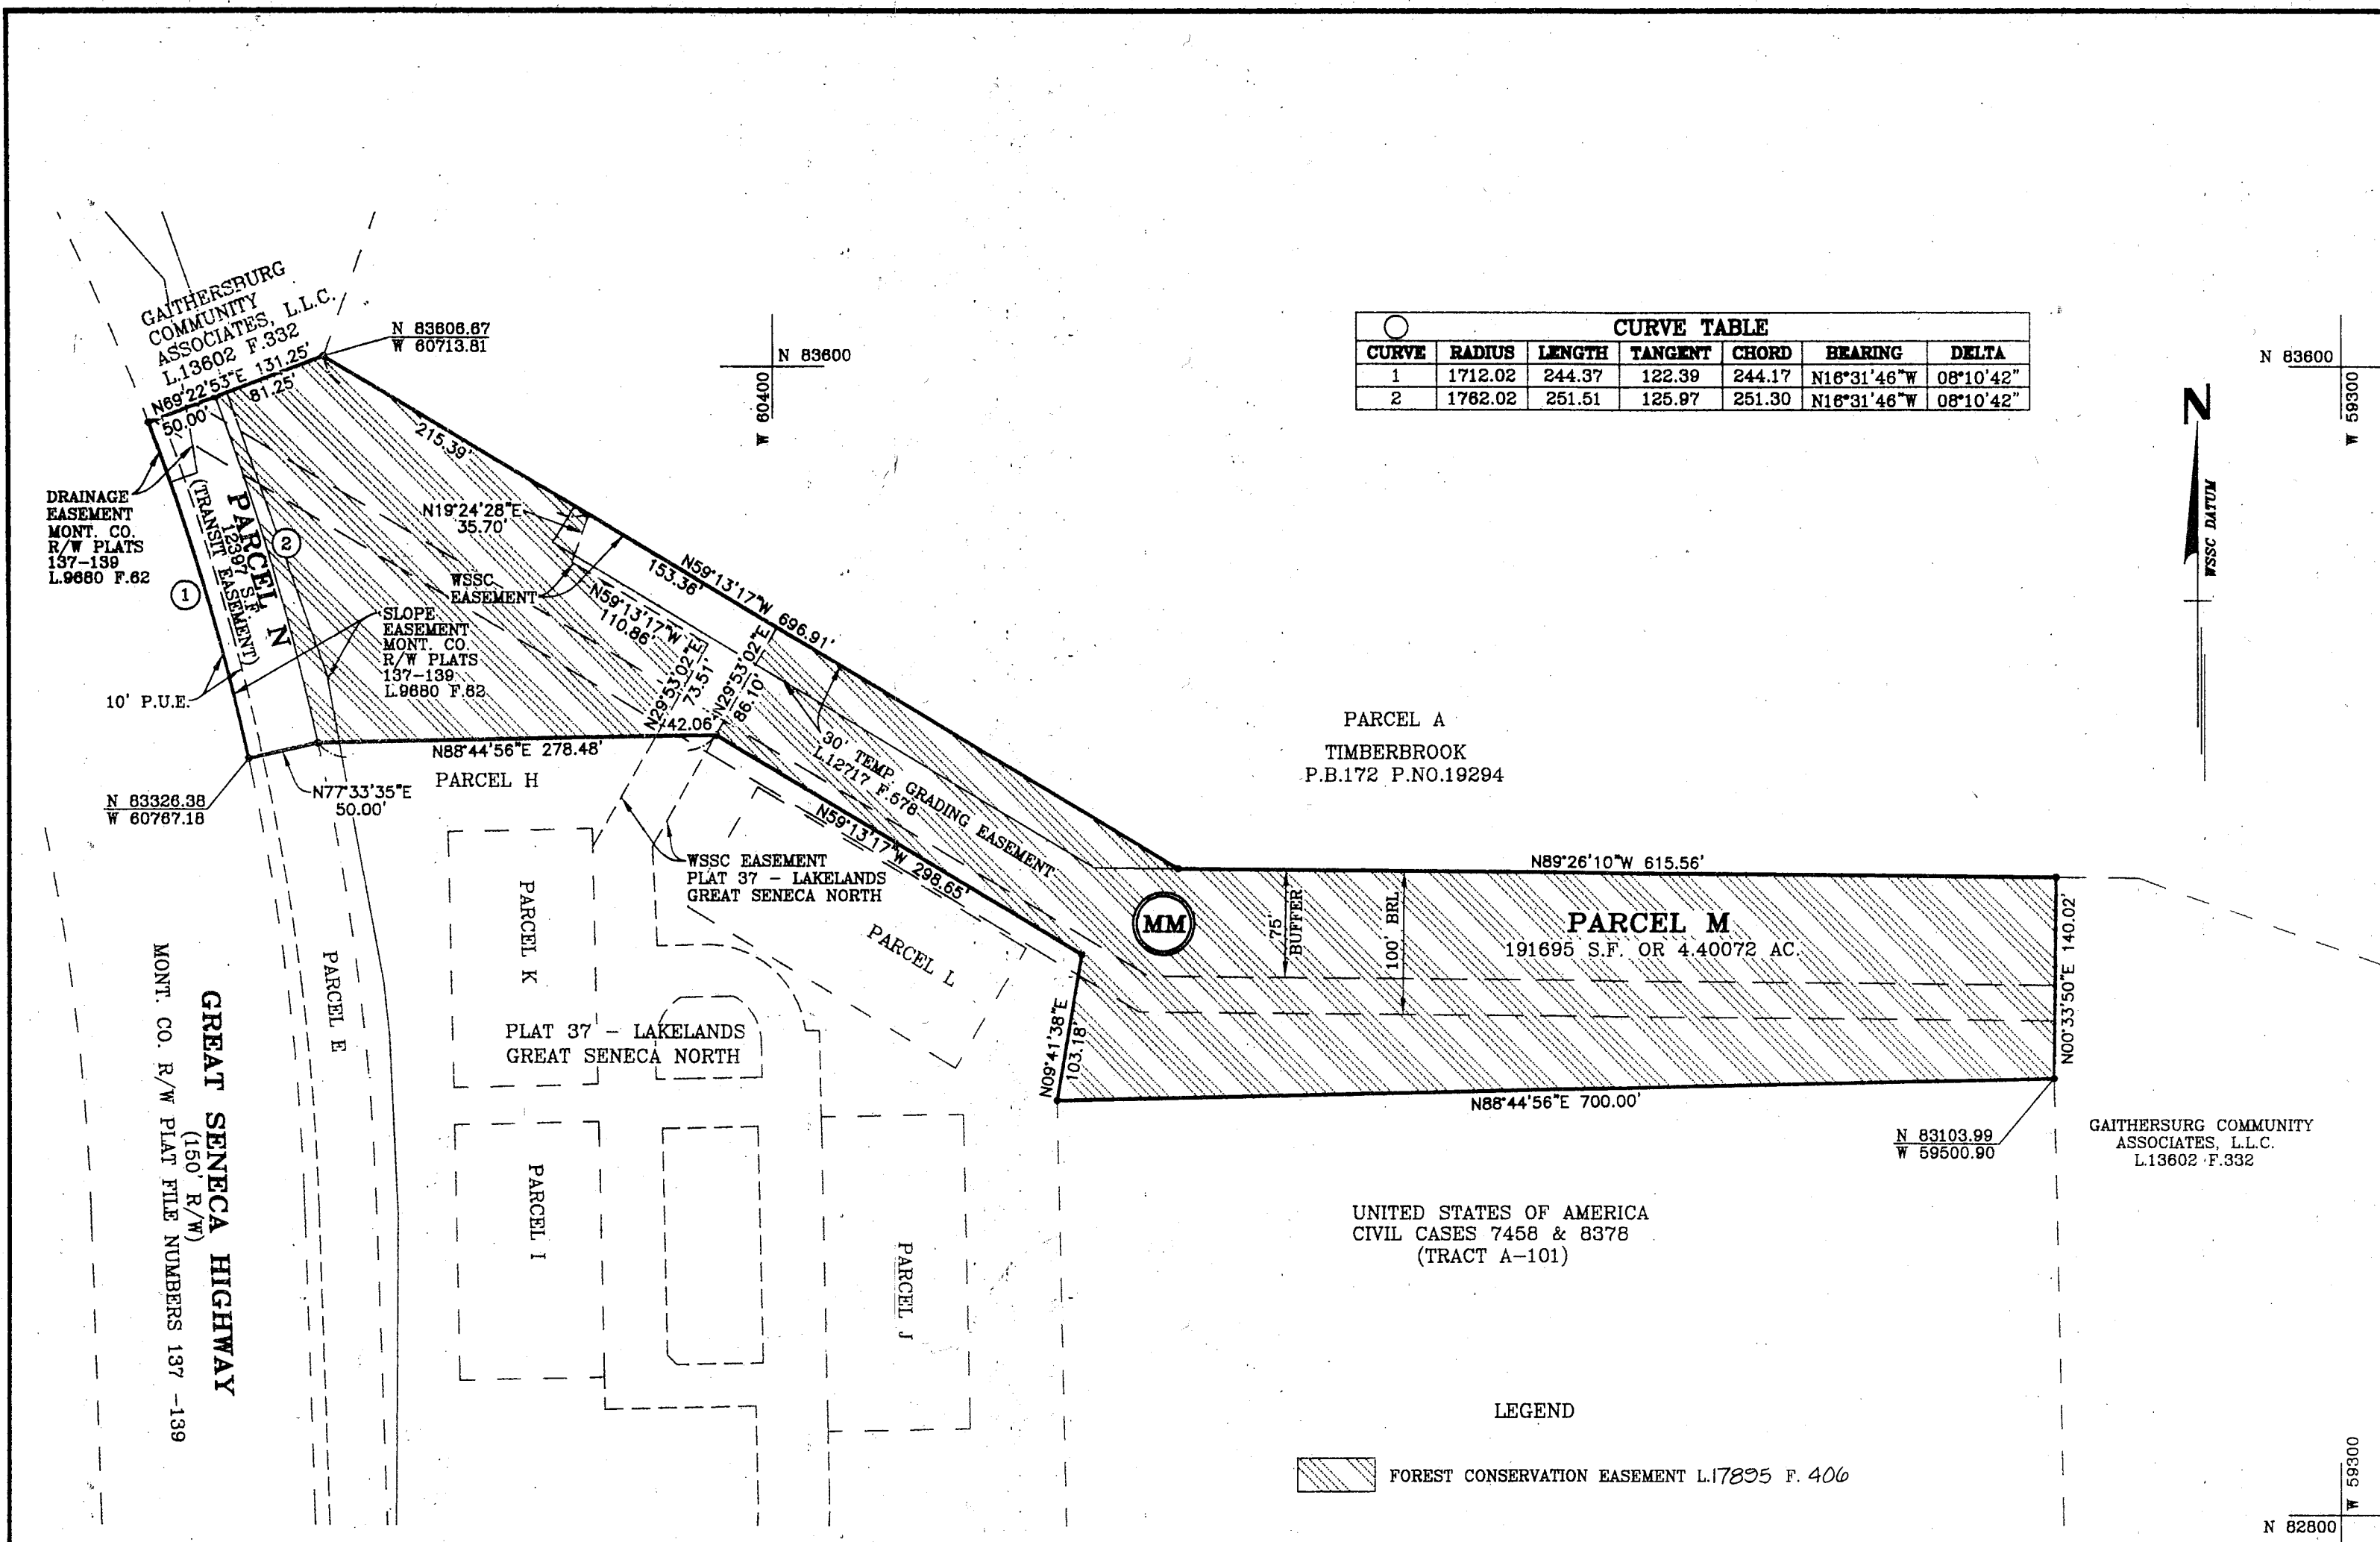 GAITHERSBURG
COMMUNITY
ASSOCIATES, L.L.C.
L.13602 F.332
N69°22'53"E 131.25'
50.00'
81.25'
N 83606.67
W 60713.81
N 83600
W 60400
CURVE TABLE
CURVE RADIUS LENGTH TANGENT CHORD BEARING DELTA
1 1712.02 244.37 122.39 244.17 N16°31'46"W 08°10'42"
2 1762.02 251.51 125.97 251.30 N16°31'46"W 08°10'42"
N 83600
W 59300
N
WSSC DATUM
215.39'
DRAINAGE
EASEMENT
MONT. CO.
R/W PLATS
137-139
L.9680 F.62
PARCEL N
12397 S.F.
(TRANSIT EASEMENT)
1
2
N19°24'28"E
35.70'
WSSC
EASEMENT
N59°13'17"W 696.91'
153.36'
N59°13'17"W
110.86'
SLOPE
EASEMENT
MONT. CO.
R/W PLATS
137-139
L.9680 F.62
N29°53'02"E
73.51'
N29°53'02"E
86.10'
42.06'
10' P.U.E.
N88°44'56"E 278.48'
N77°33'35"E
50.00'
N 83326.38
W 60767.18
PARCEL H
30' TEMP. GRADING EASEMENT
L.12717 F.578
N59°13'17"W 298.65'
WSSC EASEMENT
PLAT 37 - LAKELANDS
GREAT SENECA NORTH
PARCEL A
TIMBERBROOK
P.B.172 P.NO.19294
N89°26'10"W 615.56'
MM
75'
BUFFER
100' BRL
PARCEL M
191695 S.F. OR 4.40072 AC.
N00°33'50"E 140.02'
N09°41'38"E
103.18'
N88°44'56"E 700.00'
N 83103.99
W 59500.90
GAITHERSURG COMMUNITY
ASSOCIATES, L.L.C.
L.13602 F.332
PARCEL K
PARCEL L
PARCEL E
PLAT 37 - LAKELANDS
GREAT SENECA NORTH
PARCEL I
PARCEL J
GREAT SENECA HIGHWAY
(150' R/W)
MONT. CO. R/W PLAT FILE NUMBERS 137 -139
UNITED STATES OF AMERICA
CIVIL CASES 7458 & 8378
(TRACT A-101)
LEGEND
FOREST CONSERVATION EASEMENT L.17895 F. 406
W 59300
N 82800